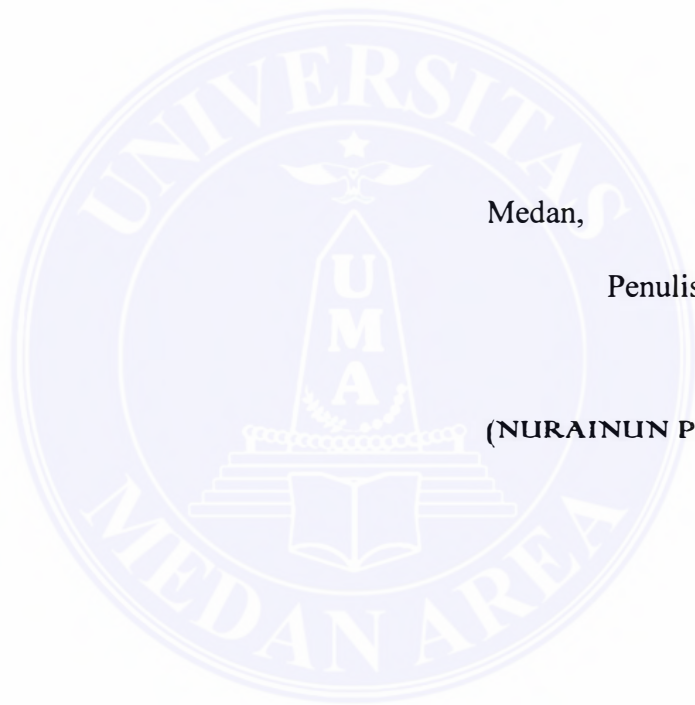 UNIVERSITAS
UMA
MEDAN AREA
Medan,
Penulis
(NURAINUN P